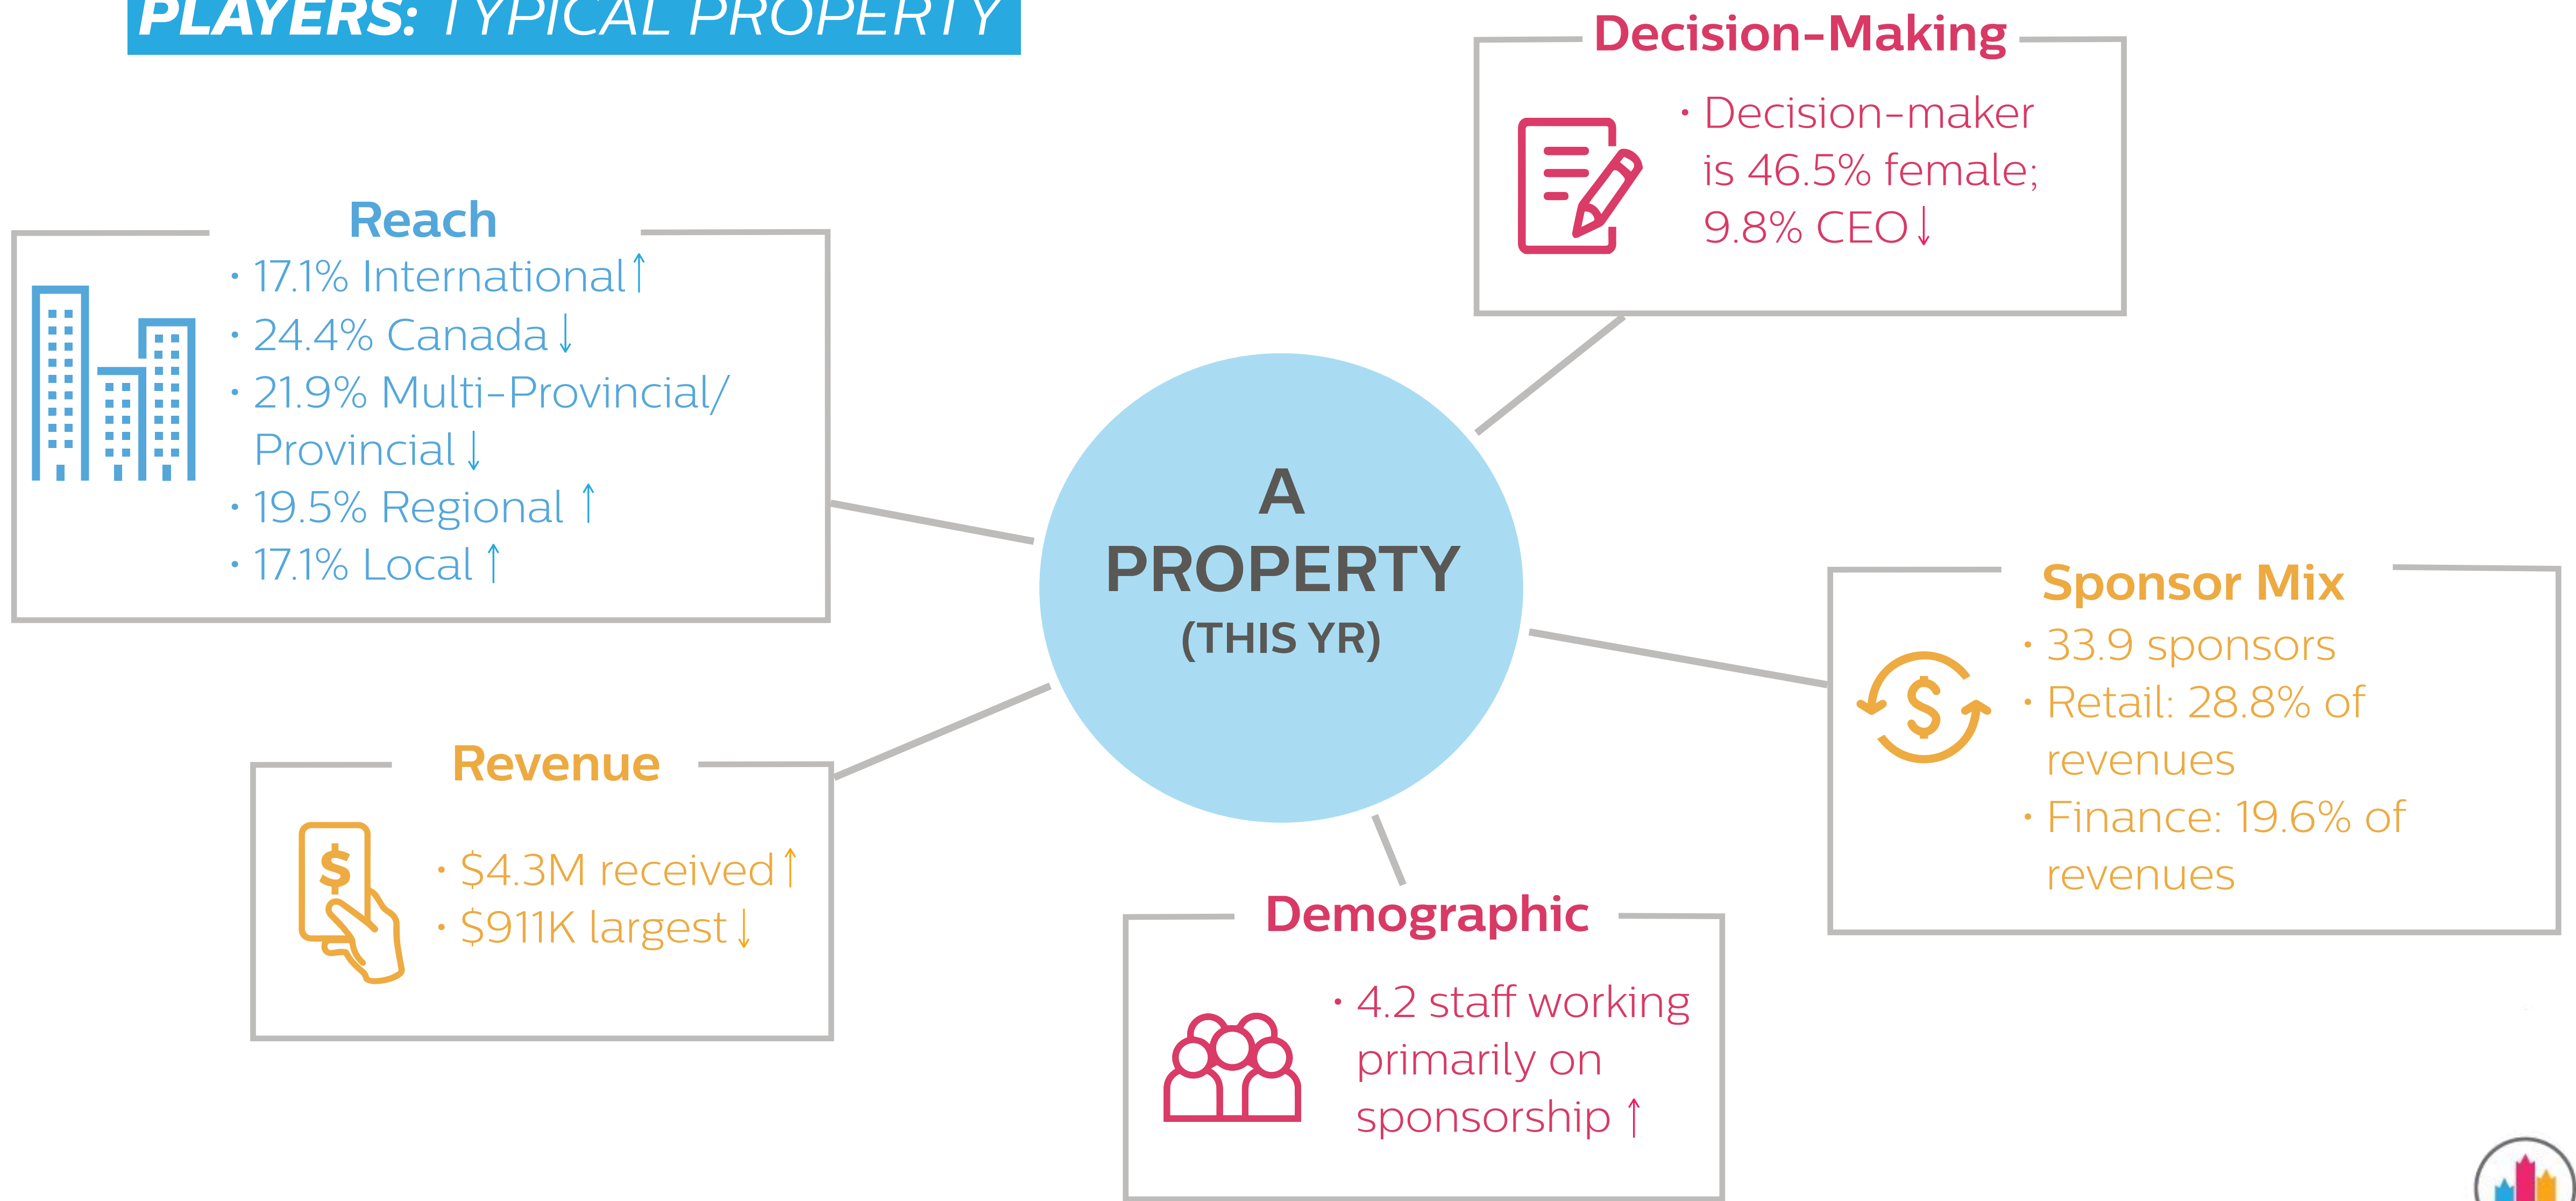 PLAYERS: TYPICAL PROPERTY
Decision-Making
• Decision-maker
is 46.5% female;
9.8% CEO↓
Reach
• 17.1% International↑
• 24.4% Canada↓
• 21.9% Multi-Provincial/
Provincial↓
• 19.5% Regional ↑
• 17.1% Local ↑
A
PROPERTY
(THIS YR)
Sponsor Mix
• 33.9 sponsors
• Retail: 28.8% of
revenues
• Finance: 19.6% of
revenues
Revenue
$
• $4.3M received↑
• $911K largest↓
Demographic
• 4.2 staff working
primarily on
sponsorship ↑
$